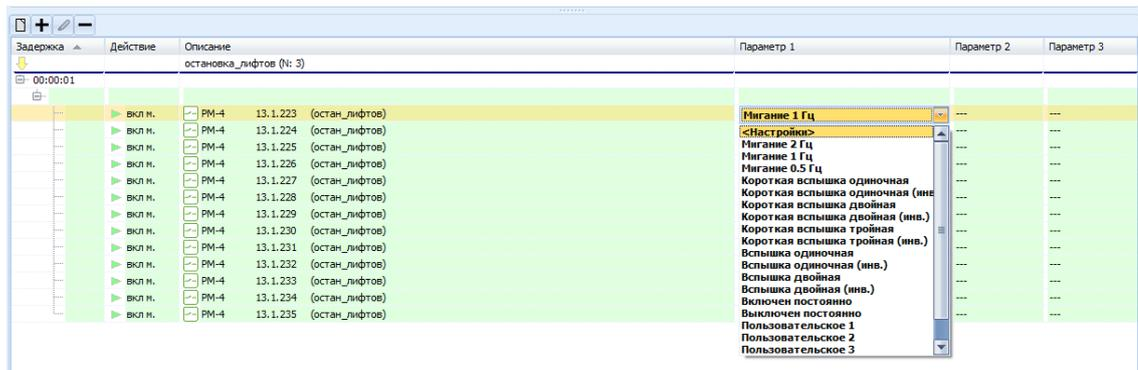 Задержка Действие Описание Параметр 1 Параметр 2 Параметр 3
остановка_лифтов (N: 3)
00:00:01
вкл м. РМ-4 13.1.223 (остан_лифтов) Мигание 1 Гц --- ---
вкл м. РМ-4 13.1.224 (остан_лифтов) --- ---
вкл м. РМ-4 13.1.225 (остан_лифтов) --- ---
вкл м. РМ-4 13.1.226 (остан_лифтов) --- ---
вкл м. РМ-4 13.1.227 (остан_лифтов) --- ---
вкл м. РМ-4 13.1.228 (остан_лифтов) --- ---
вкл м. РМ-4 13.1.229 (остан_лифтов) --- ---
вкл м. РМ-4 13.1.230 (остан_лифтов) --- ---
вкл м. РМ-4 13.1.231 (остан_лифтов) --- ---
вкл м. РМ-4 13.1.232 (остан_лифтов) --- ---
вкл м. РМ-4 13.1.233 (остан_лифтов) --- ---
вкл м. РМ-4 13.1.234 (остан_лифтов) --- ---
вкл м. РМ-4 13.1.235 (остан_лифтов) --- ---
<Настройки>
Мигание 2 Гц
Мигание 1 Гц
Мигание 0.5 Гц
Короткая вспышка одиночная
Короткая вспышка одиночная (инв
Короткая вспышка двойная
Короткая вспышка двойная (инв.)
Короткая вспышка тройная
Короткая вспышка тройная (инв.)
Вспышка одиночная
Вспышка одиночная (инв.)
Вспышка двойная
Вспышка двойная (инв.)
Включен постоянно
Выключен постоянно
Пользовательское 1
Пользовательское 2
Пользовательское 3